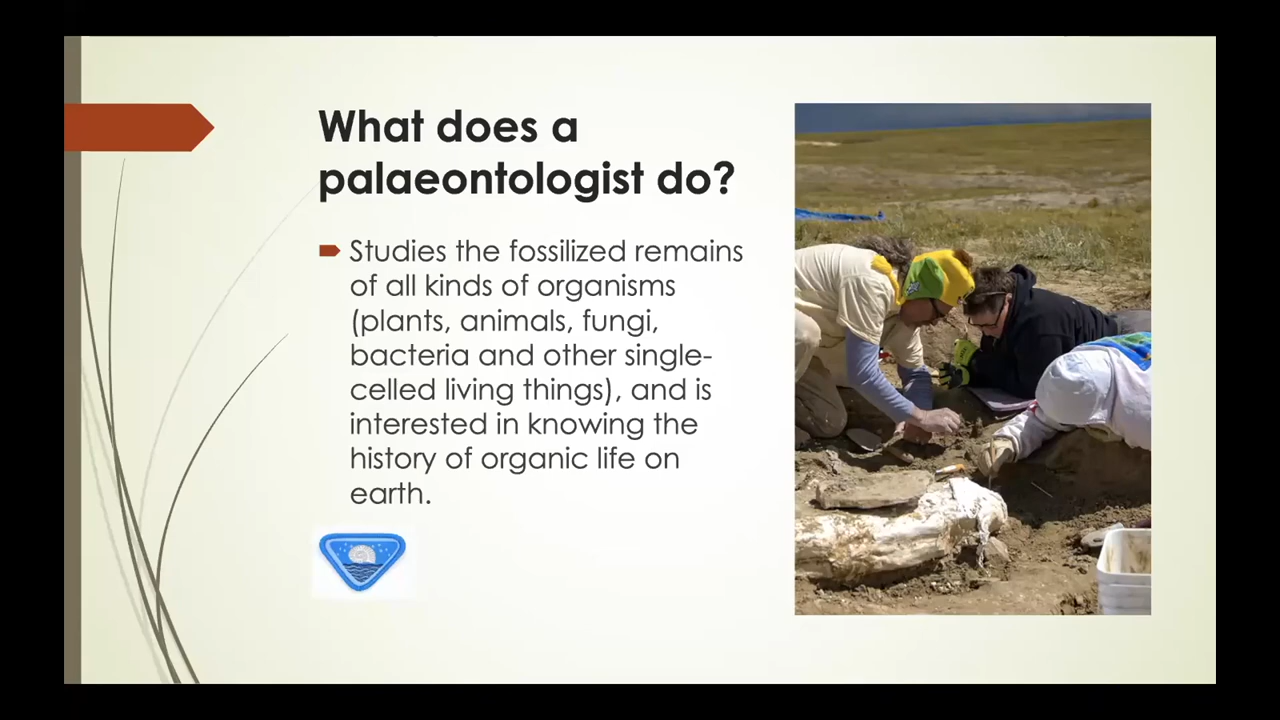 What does a
palaeontologist do?
Studies the fossilized remains
of all kinds of organisms
(plants, animals, fungi,
bacteria and other single-
celled living things), and is
interested in knowing the
history of organic life on
earth.